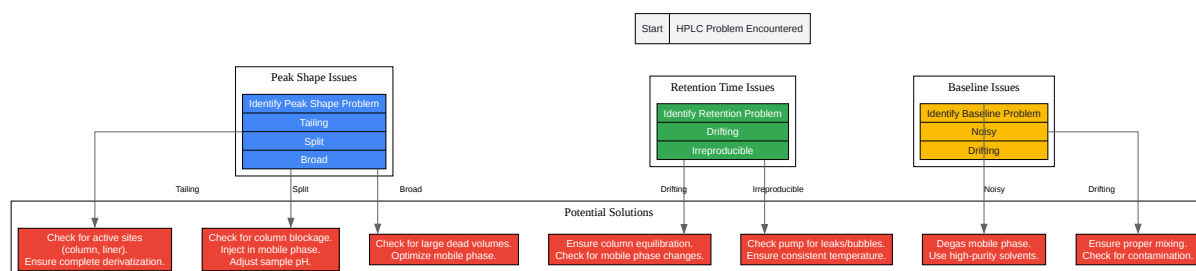 Start HPLC Problem Encountered
Peak Shape Issues
Identify Peak Shape Problem
Tailing
Split
Broad
Retention Time Issues
Identify Retention Problem
Drifting
Irreproducible
Baseline Issues
Identify Baseline Problem
Noisy
Drifting
Tailing
Split
Broad
Drifting
Irreproducible
Noisy
Drifting
Potential Solutions
Check for active sites
(column, liner).
Ensure complete derivatization.
Check for column blockage.
Inject in mobile phase.
Adjust sample pH.
Check for large dead volumes.
Optimize mobile phase.
Ensure column equilibration.
Check for mobile phase changes.
Check pump for leaks/bubbles.
Ensure consistent temperature.
Degas mobile phase.
Use high-purity solvents.
Ensure proper mixing.
Check for contamination.